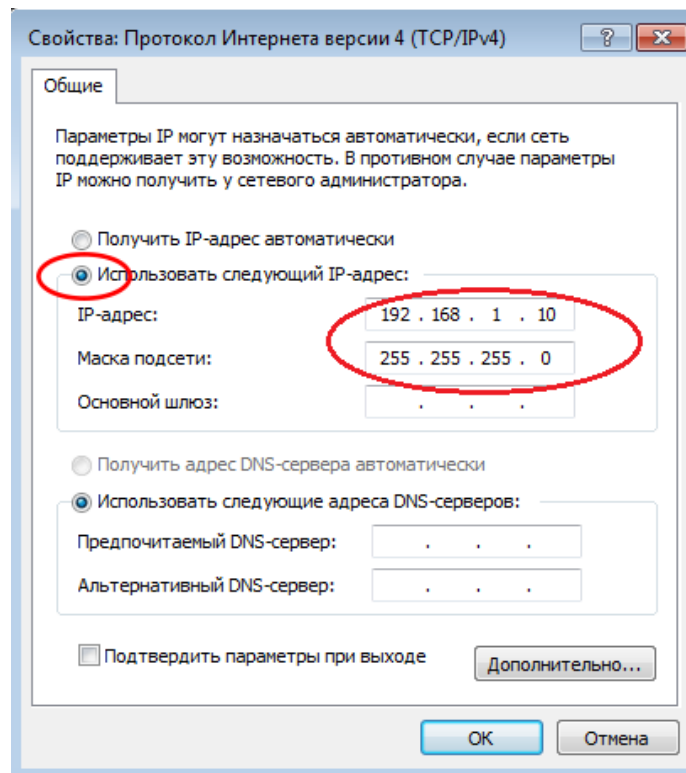 Свойства: Протокол Интернета версии 4 (TCP/IPv4)
Общие
Параметры IP могут назначаться автоматически, если сеть
поддерживает эту возможность. В противном случае параметры
IP можно получить у сетевого администратора.
Получить IP-адрес автоматически
Использовать следующий IP-адрес:
IP-адрес: 192 . 168 . 1 . 10
Маска подсети: 255 . 255 . 255 . 0
Основной шлюз: . . .
Получить адрес DNS-сервера автоматически
Использовать следующие адреса DNS-серверов:
Предпочитаемый DNS-сервер: . . .
Альтернативный DNS-сервер: . . .
Подтвердить параметры при выходе
Дополнительно...
ОК
Отмена